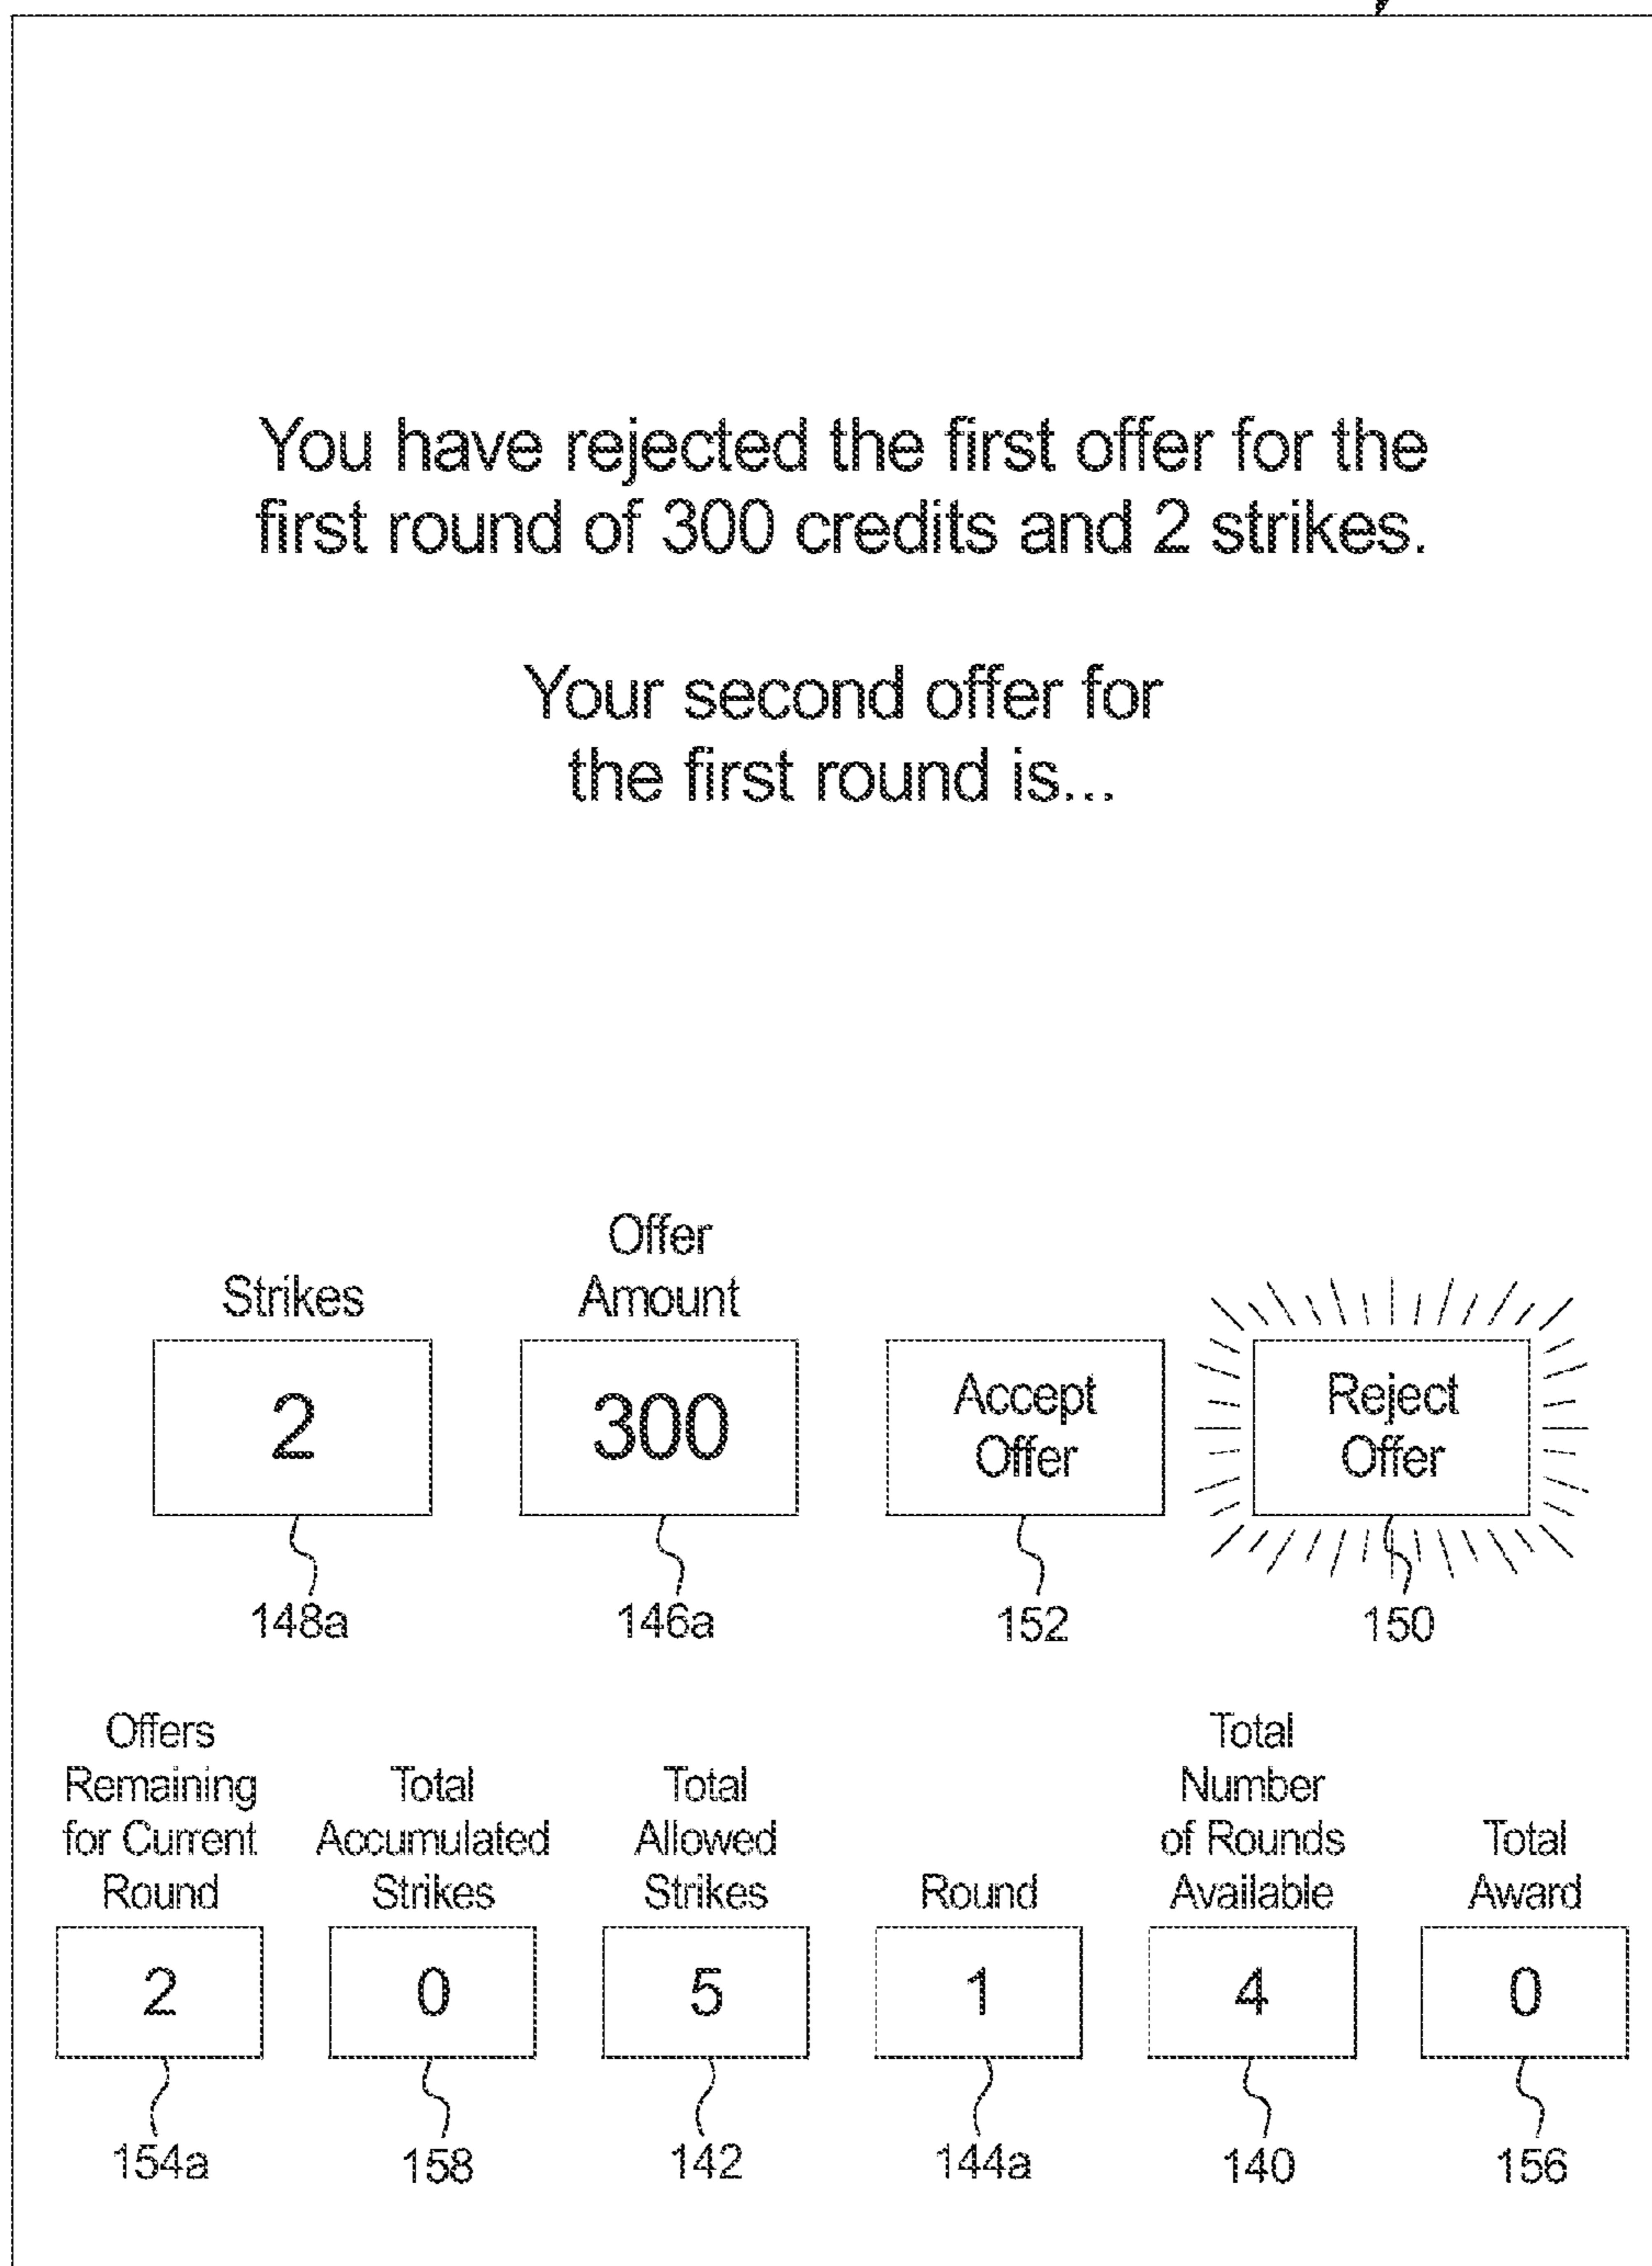 You have rejected the first offer for the
first round of 300 credits and 2 strikes.
Your second offer for
the first round is...
Strikes
Offer
Amount
2
300
Accept
Offer
Reject
Offer
148a
146a
152
150
Offers
Remaining
for Current
Round
Total
Accumulated
Strikes
Total
Allowed
Strikes
Round
Total
Number
of Rounds
Available
Total
Award
2
0
5
1
4
0
154a
158
142
144a
140
156